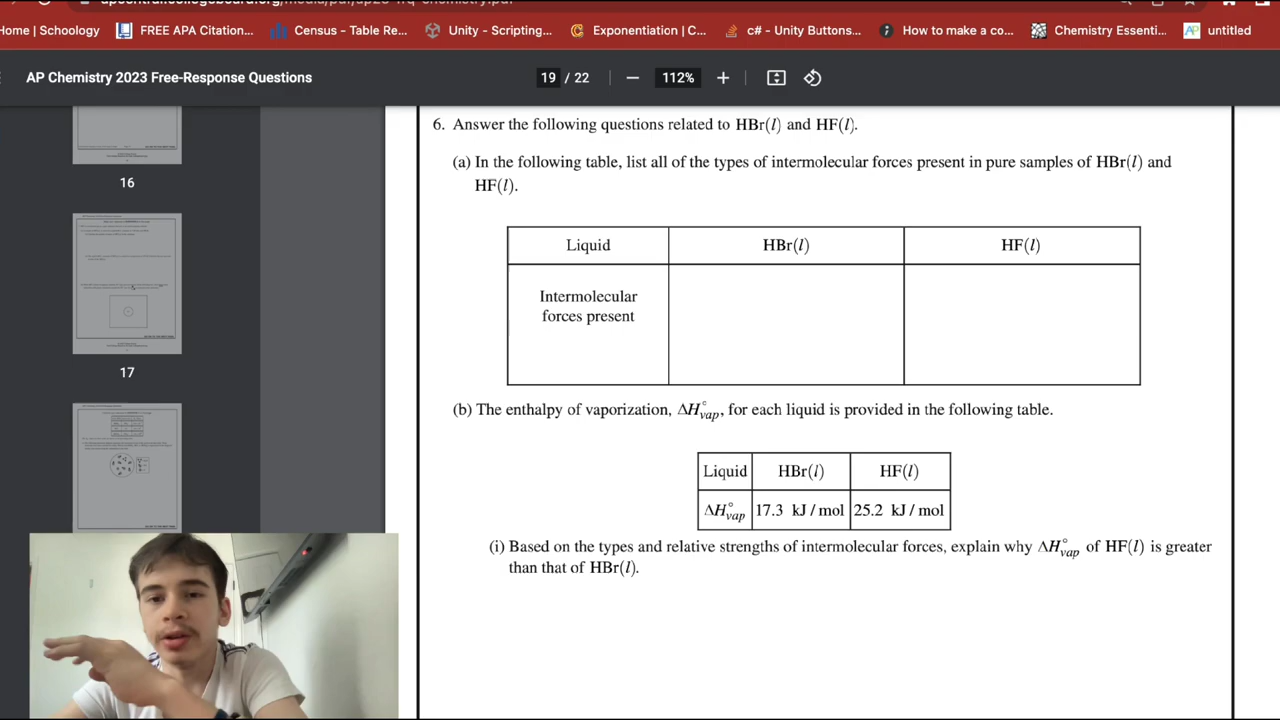 Home | Schoology
FREE APA Citation...
Census - Table Re...
Unity - Scripting...
Exponentiation | C...
c# - Unity Buttons...
How to make a co...
Chemistry Essenti...
AP untitled
AP Chemistry 2023 Free-Response Questions
19 / 22
112%
16
17
6. Answer the following questions related to HBr(l) and HF(l).
(a) In the following table, list all of the types of intermolecular forces present in pure samples of HBr(l) and
HF(l).
Liquid HBr(l) HF(l)
Intermolecular
forces present
(b) The enthalpy of vaporization, ΔH°vap, for each liquid is provided in the following table.
Liquid HBr(l) HF(l)
ΔH°vap 17.3 kJ / mol 25.2 kJ / mol
(i) Based on the types and relative strengths of intermolecular forces, explain why ΔH°vap of HF(l) is greater
than that of HBr(l).